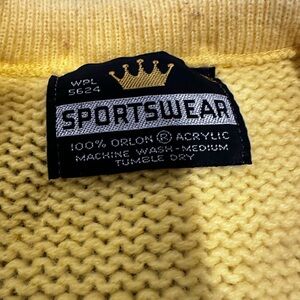 WPL
5624
SPORTSWEAR
100% ORLON ® ACRYLIC
MACHINE WASH-MEDIUM
TUMBLE DRY